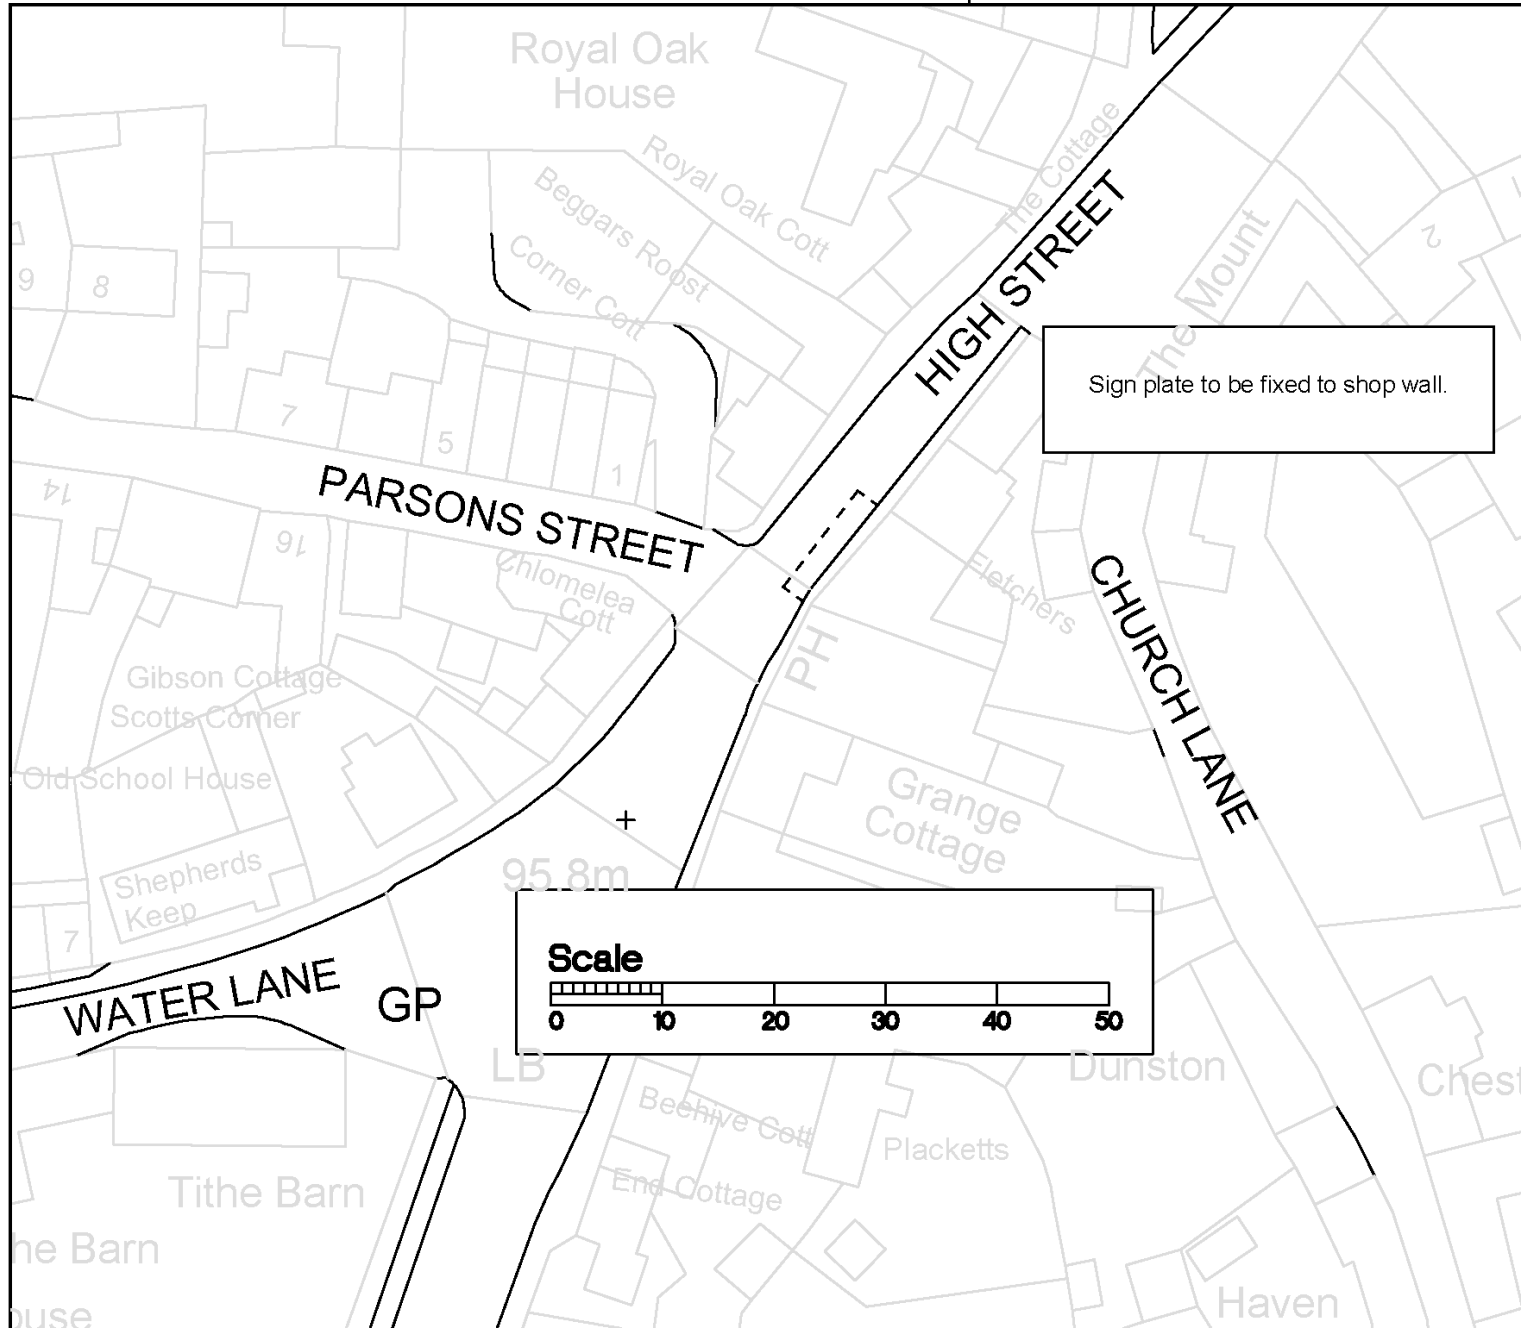 Royal Oak
House
The Cottage
Royal Oak Cott
Beggars Roost
Corner Cott
HIGH STREET
The Mount
2
9
8
Sign plate to be fixed to shop wall.
7
5
1
PARSONS STREET
14
16
Chlomelea
Cott
Fletchers
CHURCH LANE
PH
Gibson Cottage
Scotts Corner
Old School House
Grange
Cottage
95.8m
Shepherds
Keep
7
WATER LANE
GP
Scale
0 10 20 30 40 50
LB
Dunston
Chest
Beehive Cott
Placketts
End Cottage
Tithe Barn
he Barn
ouse
Haven